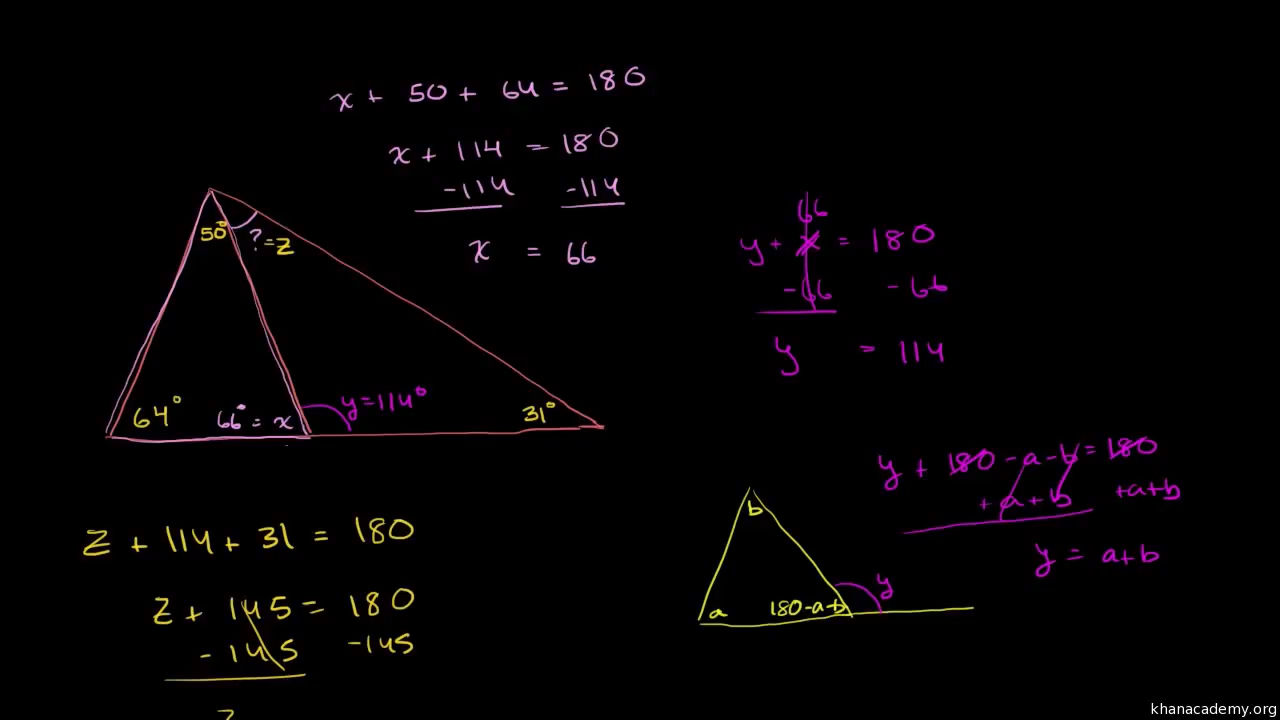 x + 50 + 64 = 180
x + 114 = 180
-114 -114
x = 66
50°
? = z
64°
66° = x
y = 114°
31°
66
y + x = 180
-66 -66
y = 114
z + 114 + 31 = 180
z + 145 = 180
-145 -145
y + 180 - a - b = 180
+ a + b +a+b
y = a+b
b
a
180-a-b
y
khanacademy.org